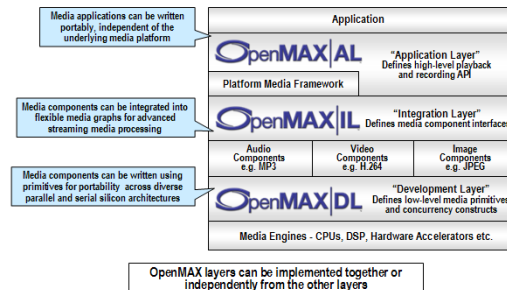 Application
Media applications can be written
portably, independent of the
underlying media platform
OpenMAX|AL
"Application Layer"
Defines high-level playback
and recording API
Platform Media Framework
Media components can be integrated into
flexible media graphs for advanced
streaming media processing
OpenMAX|IL
"Integration Layer"
Defines media component interfaces
Audio
Components
e.g. MP3
Video
Components
e.g. H.264
Image
Components
e.g. JPEG
Media components can be written using
primitives for portability across diverse
parallel and serial silicon architectures
OpenMAX|DL
"Development Layer"
Defines low-level media primitives
and concurrency constructs
Media Engines - CPUs, DSP, Hardware Accelerators etc.
OpenMAX layers can be implemented together or
independently from the other layers